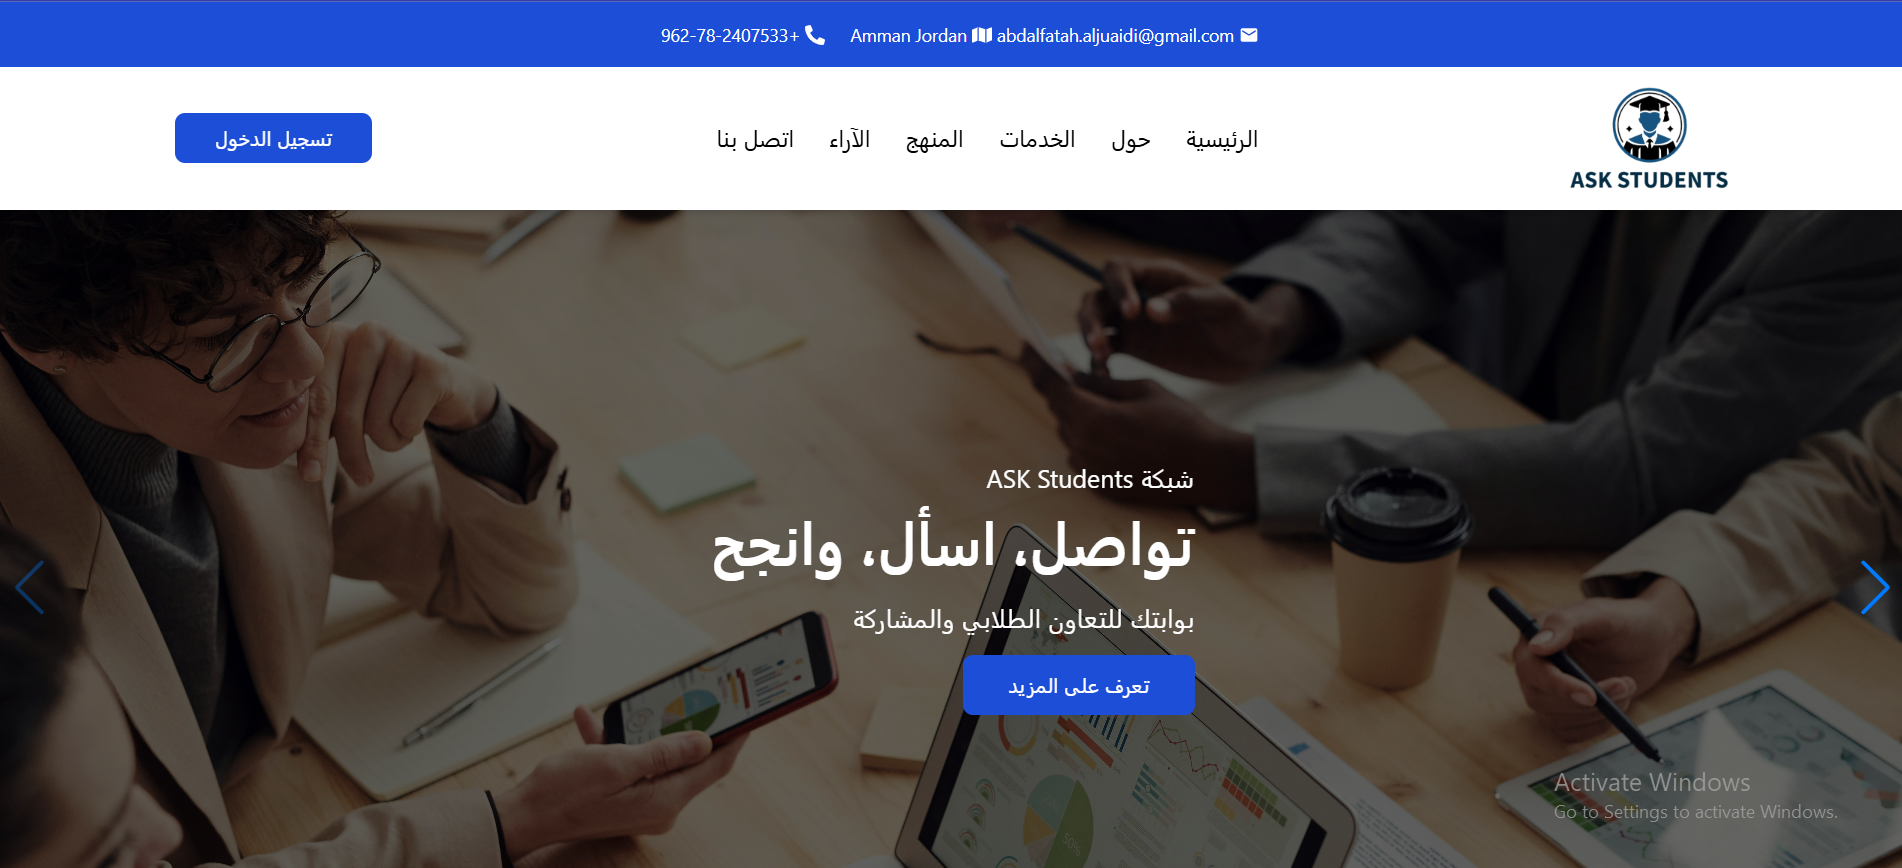 abdalfatah.aljuaidi@gmail.com Amman Jordan 962-78-2407533+
ASK STUDENTS
الرئيسية حول الخدمات المنهج الآراء اتصل بنا
تسجيل الدخول
شبكة ASK Students
تواصل، اسأل، وانجح
بوابتك للتعاون الطلابي والمشاركة
تعرف على المزيد
Activate Windows
Go to Settings to activate Windows.